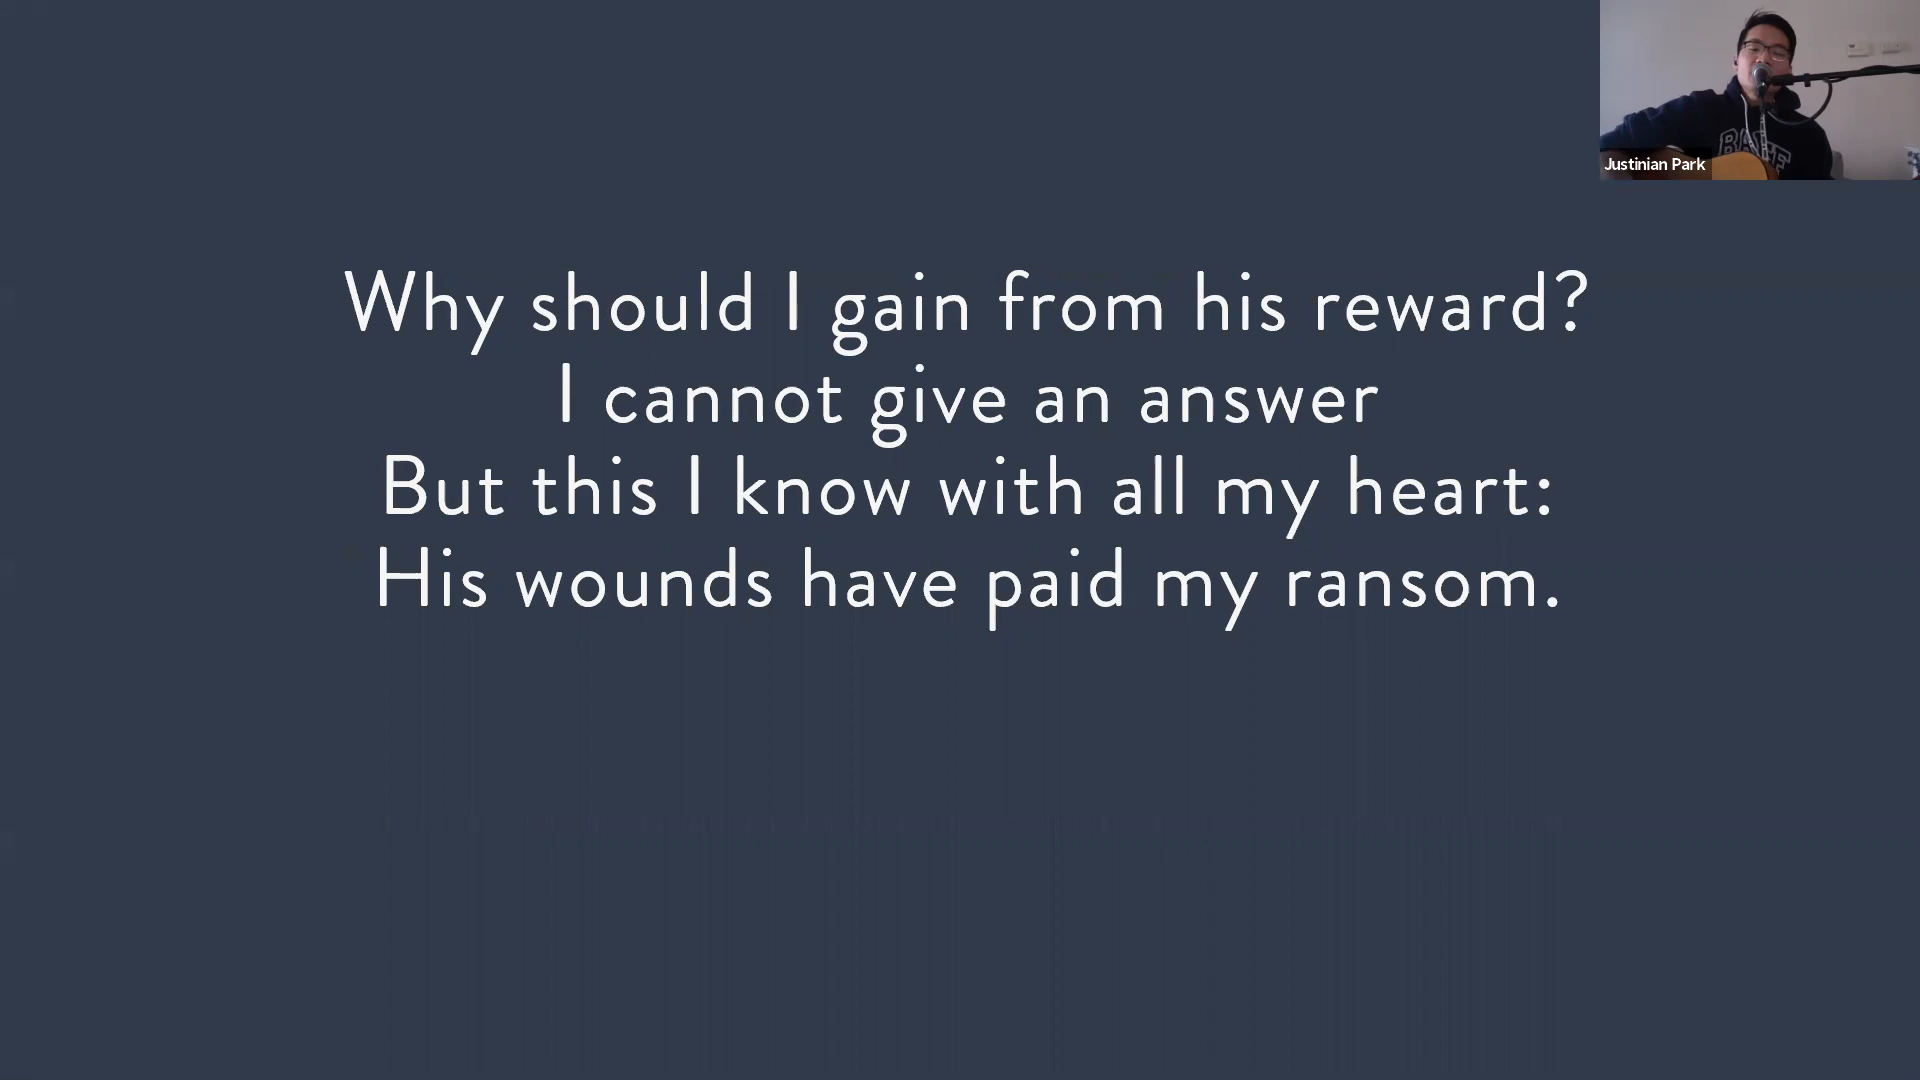 Why should I gain from his reward?
I cannot give an answer
But this I know with all my heart:
His wounds have paid my ransom.
Justinian Park